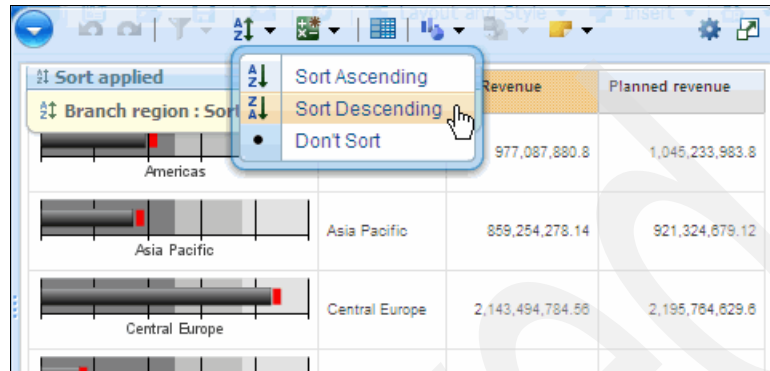 Layout and Style Insert
Sort applied
Branch region : Sor
Sort Ascending
Sort Descending
Don't Sort
Revenue
Planned revenue
Americas
977,087,880.8
1,045,233,983.8
Asia Pacific
Asia Pacific
859,254,278.14
921,324,679.12
Central Europe
Central Europe
2,143,494,784.56
2,195,764,629.6